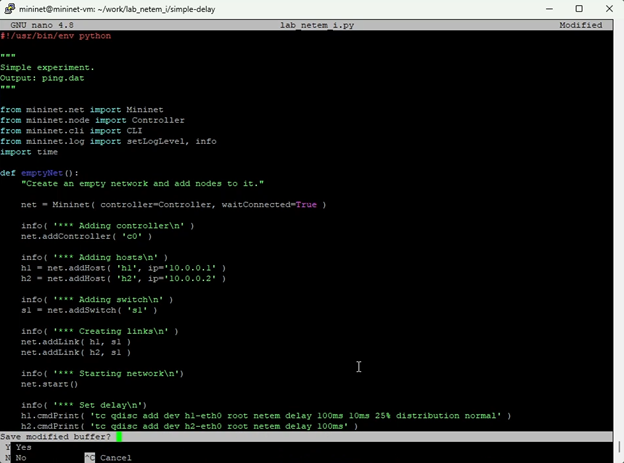 mininet@mininet-vm: ~/work/lab_netem_i/simple-delay
GNU nano 4.8 lab_netem_i.py Modified
#!/usr/bin/env python
"""
Simple experiment.
Output: ping.dat
"""
from mininet.net import Mininet
from mininet.node import Controller
from mininet.cli import CLI
from mininet.log import setLogLevel, info
import time
def emptyNet():
"Create an empty network and add nodes to it."
net = Mininet( controller=Controller, waitConnected=True )
info( '*** Adding controller\n' )
net.addController( 'c0' )
info( '*** Adding hosts\n' )
h1 = net.addHost( 'h1', ip='10.0.0.1' )
h2 = net.addHost( 'h2', ip='10.0.0.2' )
info( '*** Adding switch\n' )
s1 = net.addSwitch( 's1' )
info( '*** Creating links\n' )
net.addLink( h1, s1 )
net.addLink( h2, s1 )
info( '*** Starting network\n')
net.start()
info( '*** Set delay\n')
h1.cmdPrint( 'tc qdisc add dev h1-eth0 root netem delay 100ms 10ms 25% distribution normal' )
h2.cmdPrint( 'tc qdisc add dev h2-eth0 root netem delay 100ms' )
Save modified buffer?
Y Yes
N No ^C Cancel